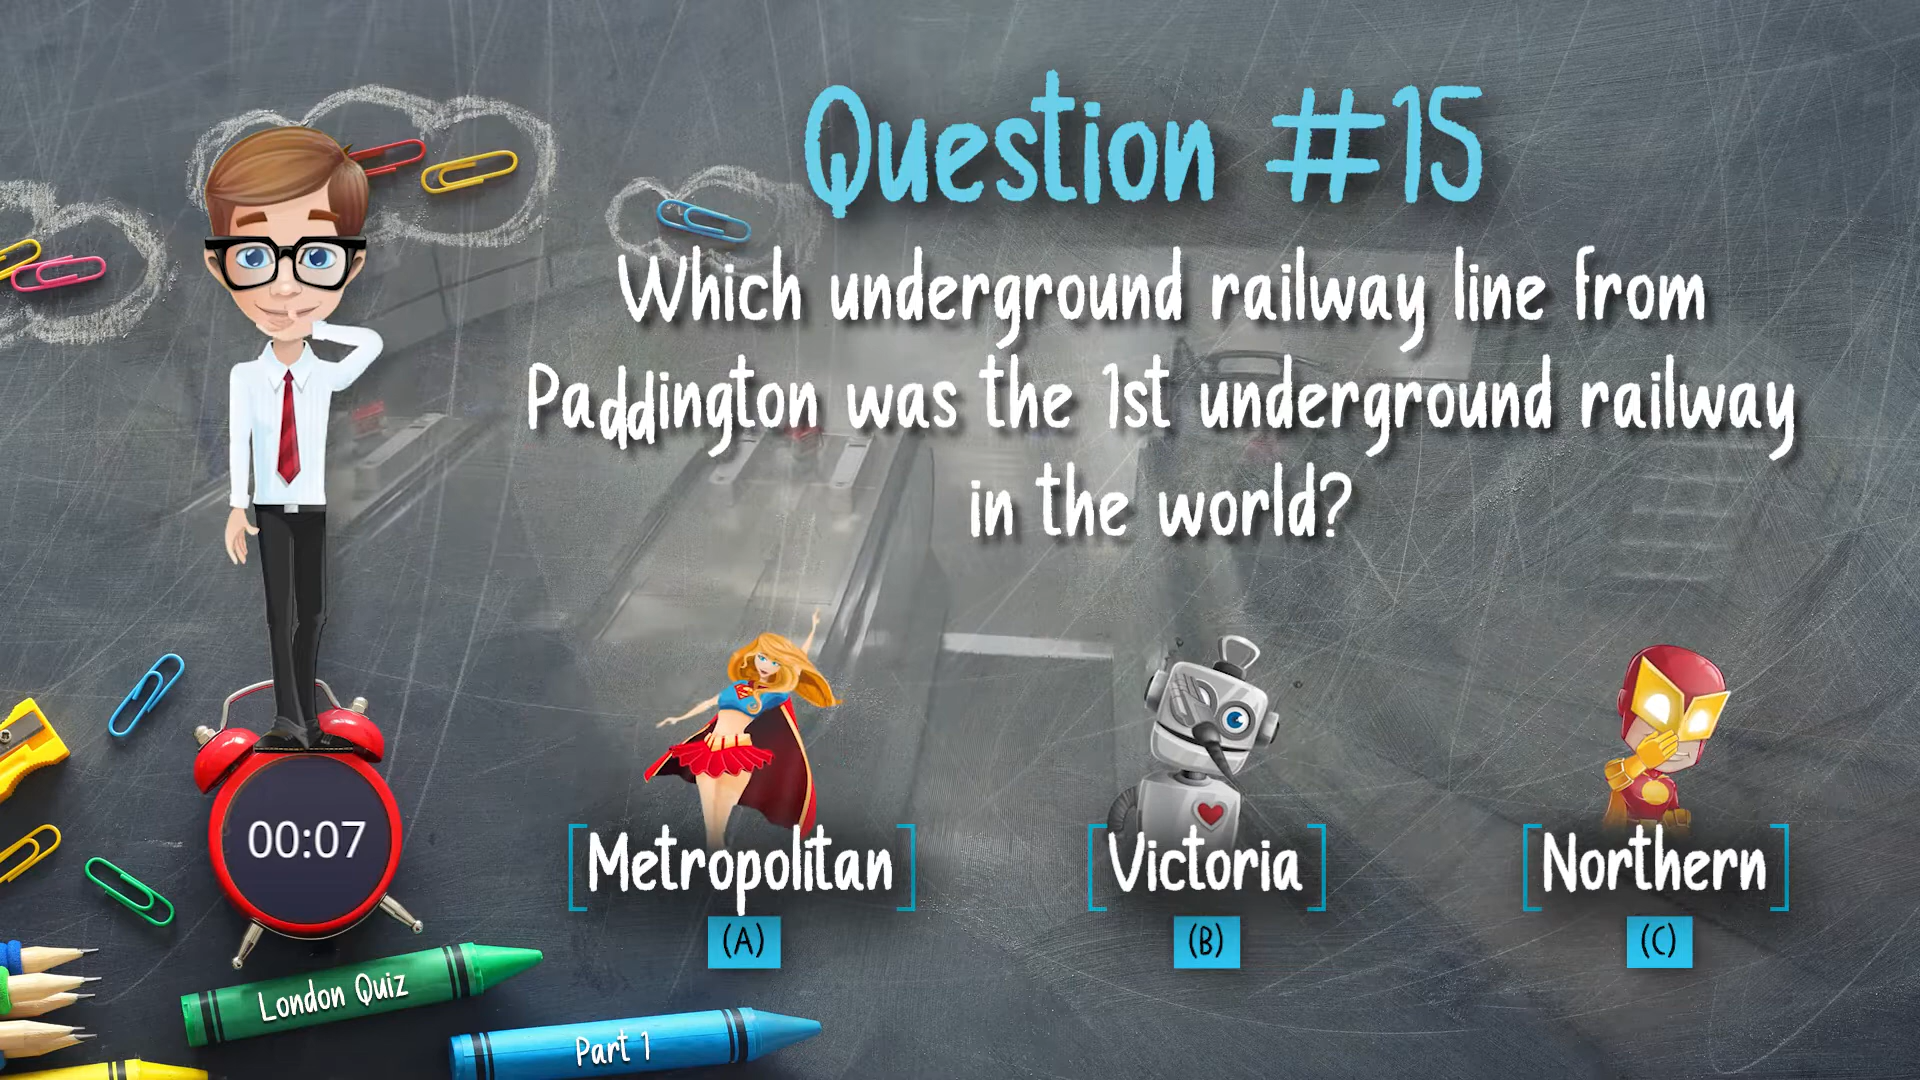 Question #15
Which underground railway line from
Paddington was the 1st underground railway
in the world?
Metropolitan
Victoria
Northern
(A)
(B)
(C)
00:07
London Quiz
Part 1